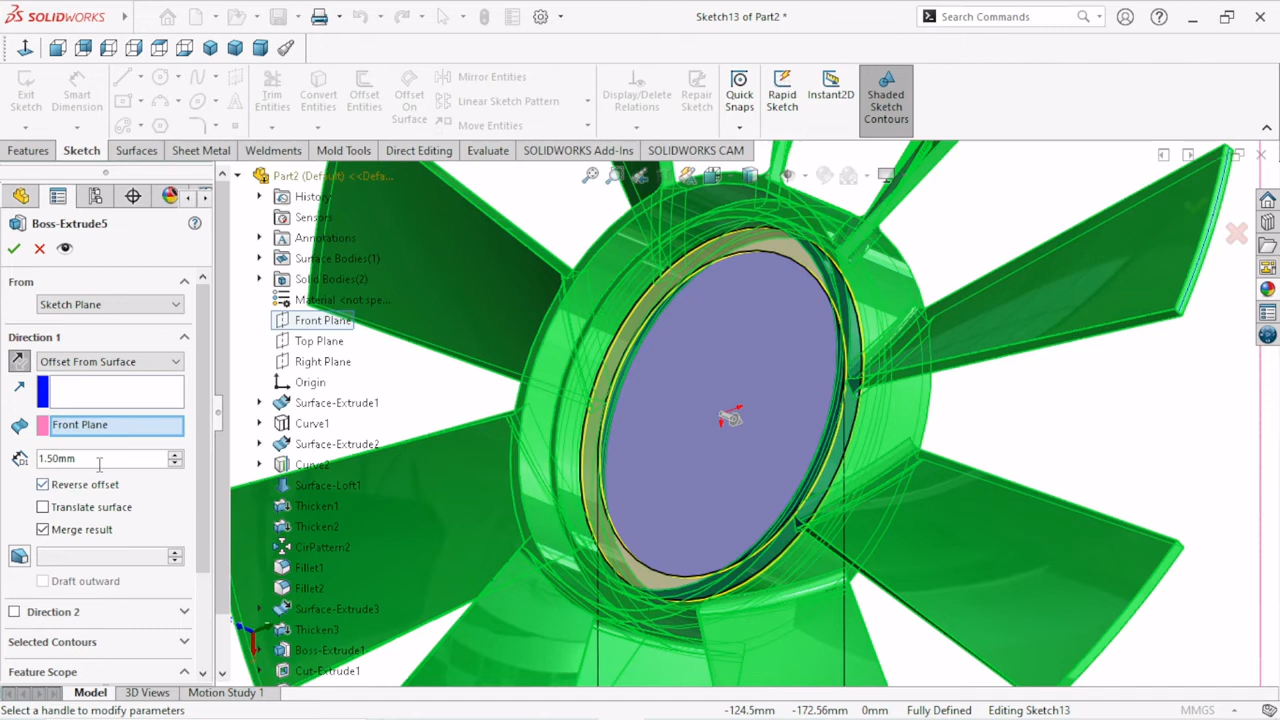 SOLIDWORKS
Sketch13 of Part2 *
Search Commands
Exit Sketch
Smart Dimension
Trim Entities
Convert Entities
Offset Entities
Offset On Surface
Mirror Entities
Linear Sketch Pattern
Move Entities
Display/Delete Relations
Repair Sketch
Quick Snaps
Rapid Sketch
Instant2D
Shaded Sketch Contours
Features
Sketch
Surfaces
Sheet Metal
Weldments
Mold Tools
Direct Editing
Evaluate
SOLIDWORKS Add-Ins
SOLIDWORKS CAM
Boss-Extrude5
From
Sketch Plane
Direction 1
Offset From Surface
Front Plane
D1
1.50mm
Reverse offset
Translate surface
Merge result
Draft outward
Direction 2
Selected Contours
Feature Scope
Part2 (Default) <<Defa...
History
Sensors
Annotations
Surface Bodies(1)
Solid Bodies(2)
Material <not spe...
Front Plane
Top Plane
Right Plane
Origin
Surface-Extrude1
Curve1
Surface-Extrude2
Curve2
Surface-Loft1
Thicken1
Thicken2
CirPattern2
Fillet1
Fillet2
Surface-Extrude3
Thicken3
Boss-Extrude1
Cut-Extrude1
Model
3D Views
Motion Study 1
Select a handle to modify parameters
-124.5mm
-172.56mm
0mm
Fully Defined
Editing Sketch13
MMGS